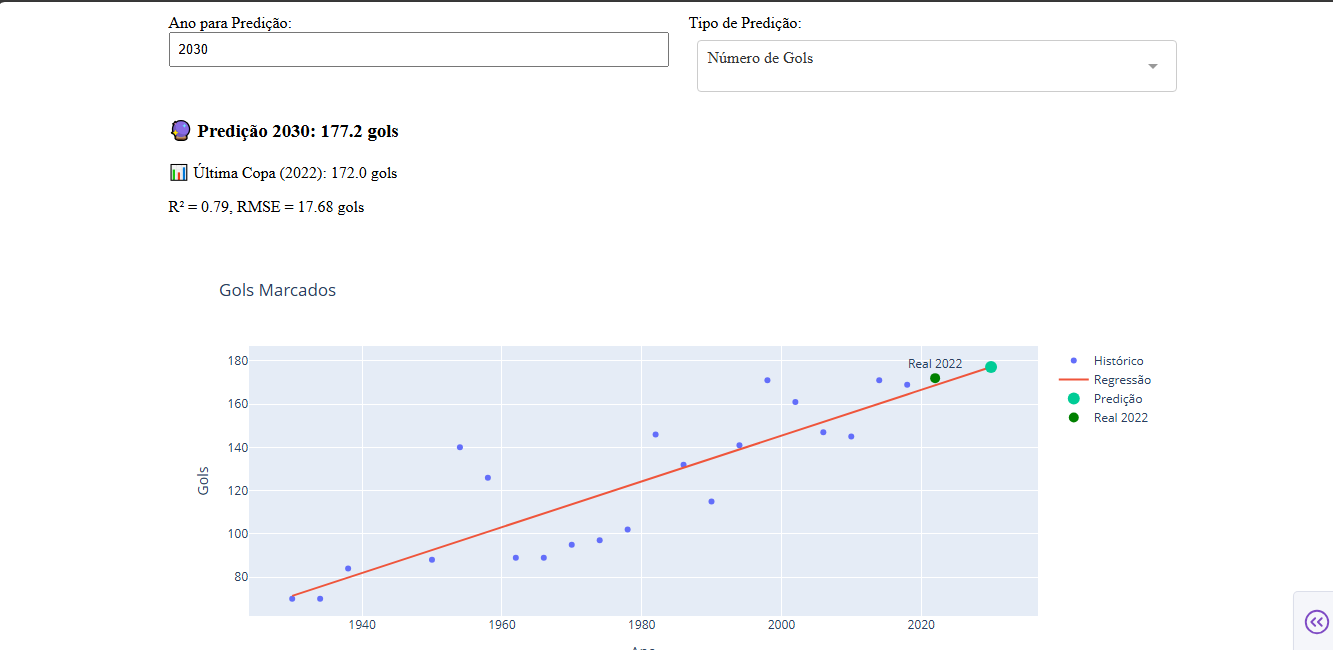 Ano para Predição:
Tipo de Predição:
2030
Número de Gols
🔮 Predição 2030: 177.2 gols
📊 Última Copa (2022): 172.0 gols
R² = 0.79, RMSE = 17.68 gols
Gols Marcados
180
160
140
120
100
80
Gols
Real 2022
Histórico
Regressão
Predição
Real 2022
1940
1960
1980
2000
2020
Ano